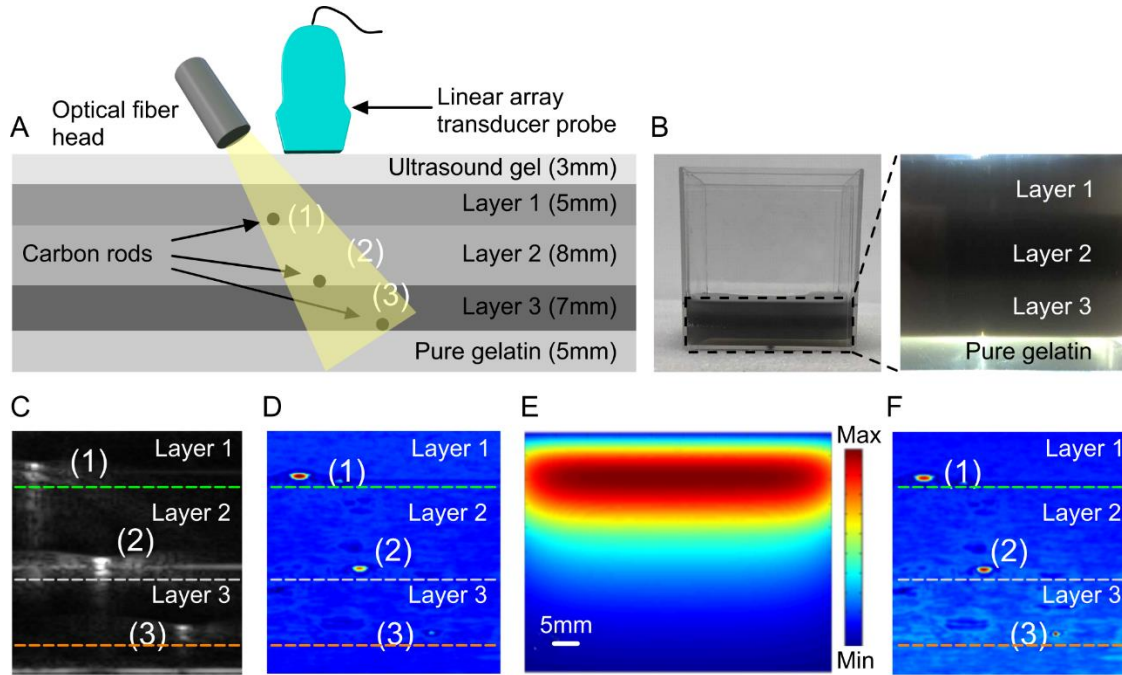 Optical fiber
head
Linear array
transducer probe
A
Ultrasound gel (3mm)
Layer 1 (5mm)
(1)
Carbon rods
(2)
Layer 2 (8mm)
(3)
Layer 3 (7mm)
Pure gelatin (5mm)
B
Layer 1
Layer 2
Layer 3
Pure gelatin
C
Layer 1
(1)
Layer 2
(2)
Layer 3
(3)
D
Layer 1
(1)
Layer 2
(2)
Layer 3
(3)
E
5mm
Max
Min
F
Layer 1
(1)
Layer 2
(2)
Layer 3
(3)